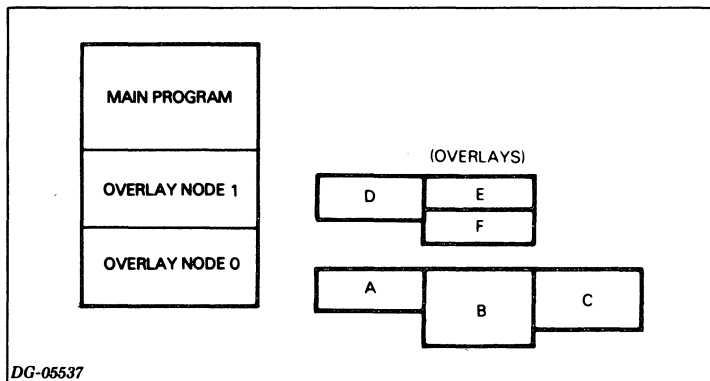 MAIN PROGRAM
(OVERLAYS)
OVERLAY NODE 1
D
E
F
OVERLAY NODE 0
A
B
C
DG-05537